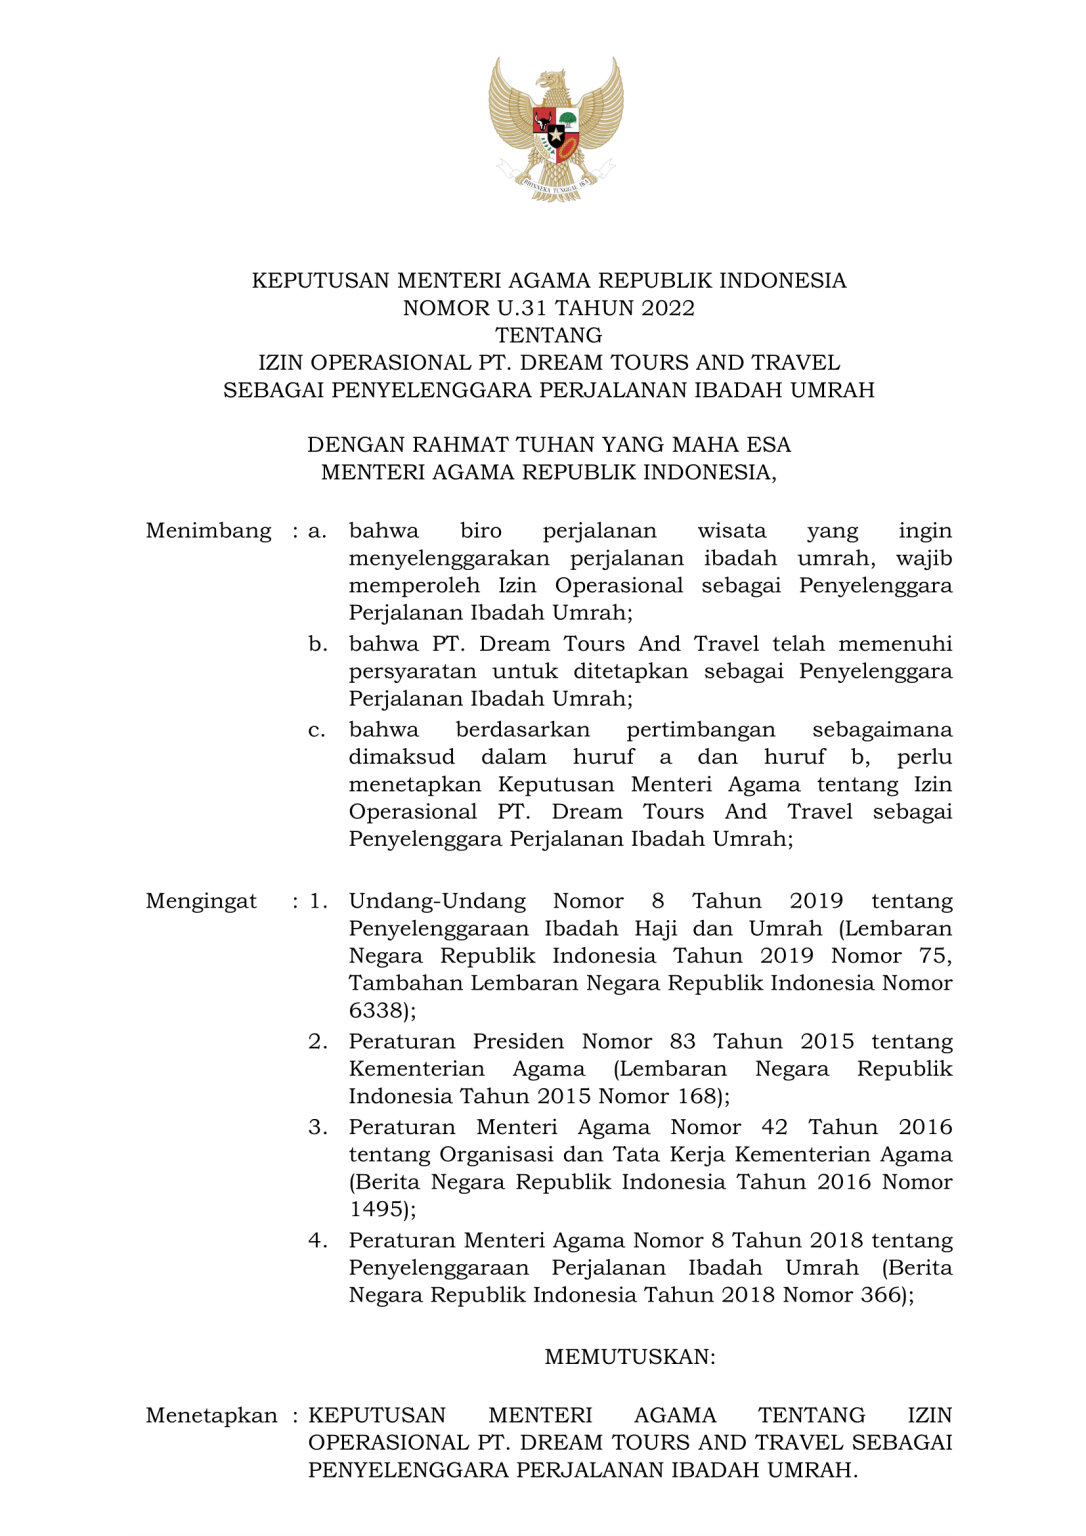 BHINNEKA TUNGGAL IKA
KEPUTUSAN MENTERI AGAMA REPUBLIK INDONESIA
NOMOR U.31 TAHUN 2022
TENTANG
IZIN OPERASIONAL PT. DREAM TOURS AND TRAVEL
SEBAGAI PENYELENGGARA PERJALANAN IBADAH UMRAH
DENGAN RAHMAT TUHAN YANG MAHA ESA
MENTERI AGAMA REPUBLIK INDONESIA,
Menimbang : a. bahwa biro perjalanan wisata yang ingin
menyelenggarakan perjalanan ibadah umrah, wajib
memperoleh Izin Operasional sebagai Penyelenggara
Perjalanan Ibadah Umrah;
b. bahwa PT. Dream Tours And Travel telah memenuhi
persyaratan untuk ditetapkan sebagai Penyelenggara
Perjalanan Ibadah Umrah;
c. bahwa berdasarkan pertimbangan sebagaimana
dimaksud dalam huruf a dan huruf b, perlu
menetapkan Keputusan Menteri Agama tentang Izin
Operasional PT. Dream Tours And Travel sebagai
Penyelenggara Perjalanan Ibadah Umrah;
Mengingat : 1. Undang-Undang Nomor 8 Tahun 2019 tentang
Penyelenggaraan Ibadah Haji dan Umrah (Lembaran
Negara Republik Indonesia Tahun 2019 Nomor 75,
Tambahan Lembaran Negara Republik Indonesia Nomor
6338);
2. Peraturan Presiden Nomor 83 Tahun 2015 tentang
Kementerian Agama (Lembaran Negara Republik
Indonesia Tahun 2015 Nomor 168);
3. Peraturan Menteri Agama Nomor 42 Tahun 2016
tentang Organisasi dan Tata Kerja Kementerian Agama
(Berita Negara Republik Indonesia Tahun 2016 Nomor
1495);
4. Peraturan Menteri Agama Nomor 8 Tahun 2018 tentang
Penyelenggaraan Perjalanan Ibadah Umrah (Berita
Negara Republik Indonesia Tahun 2018 Nomor 366);
MEMUTUSKAN:
Menetapkan : KEPUTUSAN MENTERI AGAMA TENTANG IZIN
OPERASIONAL PT. DREAM TOURS AND TRAVEL SEBAGAI
PENYELENGGARA PERJALANAN IBADAH UMRAH.